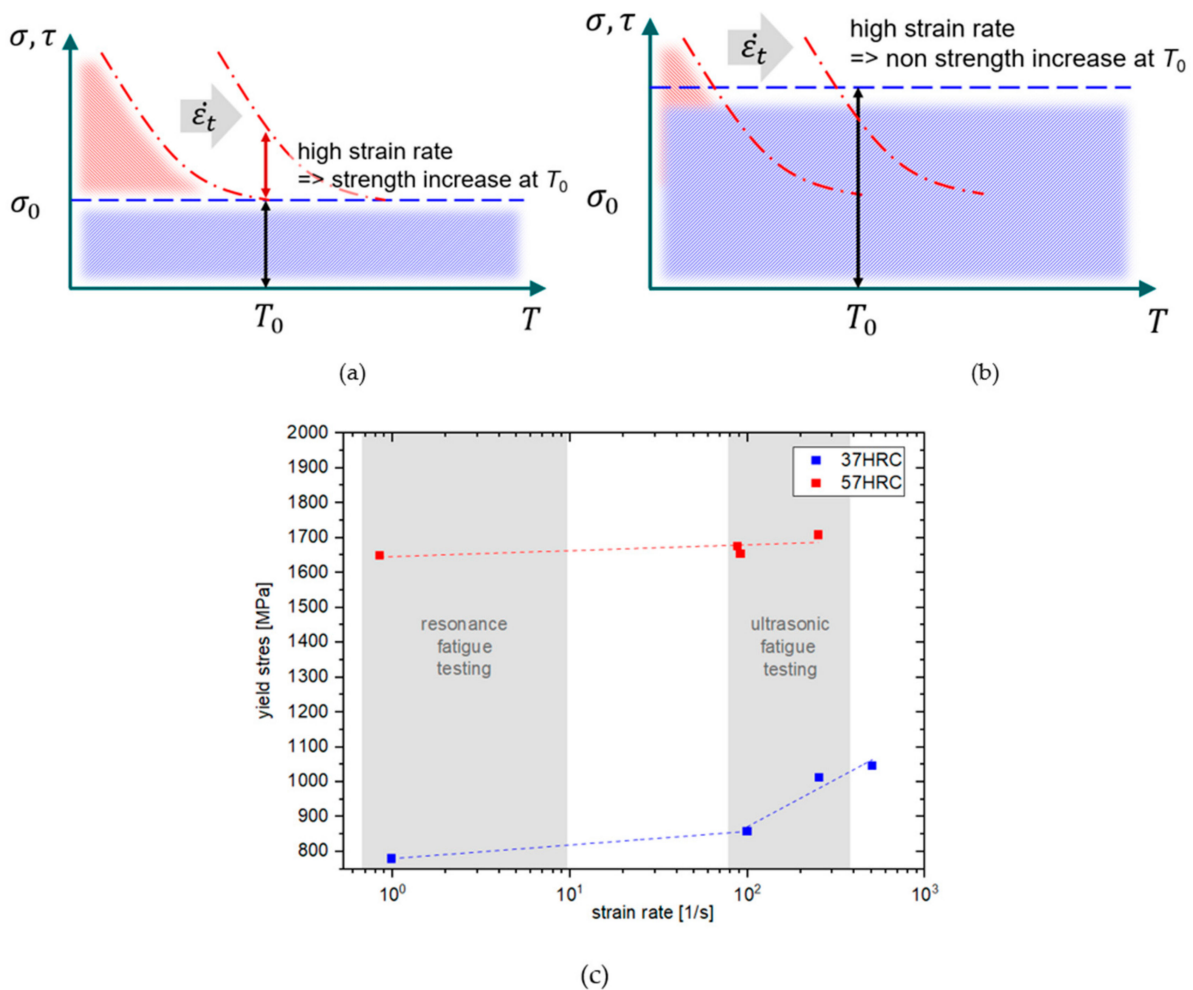 σ, τ
ε̇t
high strain rate
=> strength increase at T0
σ0
T0
T
(a)
σ, τ
ε̇t
high strain rate
=> non strength increase at T0
σ0
T0
T
(b)
2000
1900
1800
1700
1600
1500
1400
1300
1200
1100
1000
900
800
yield stres [MPa]
37HRC
57HRC
resonance
fatigue
testing
ultrasonic
fatigue
testing
10^0
10^1
10^2
10^3
strain rate [1/s]
(c)